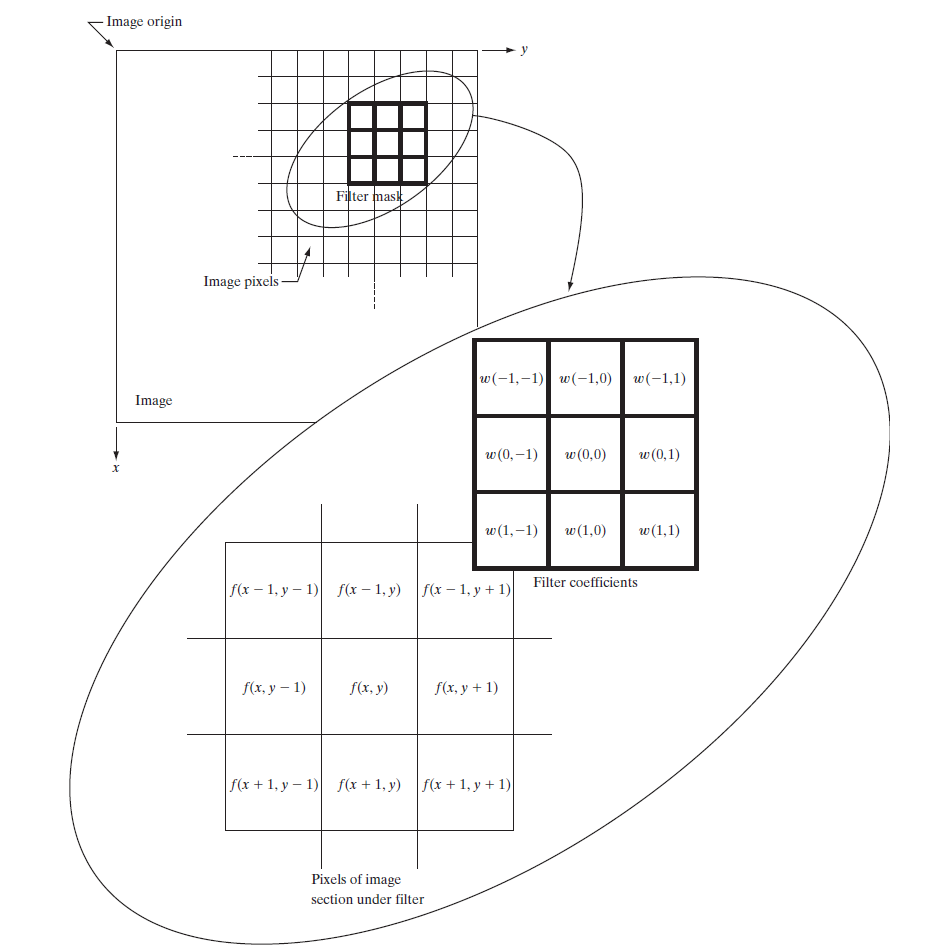 Image origin
y
Filter mask
Image pixels
Image
x
w(−1,−1) w(−1,0) w(−1,1)
w(0,−1) w(0,0) w(0,1)
w(1,−1) w(1,0) w(1,1)
Filter coefficients
f(x − 1, y − 1) f(x − 1, y) f(x − 1, y + 1)
f(x, y − 1) f(x, y) f(x, y + 1)
f(x + 1, y − 1) f(x + 1, y) f(x + 1, y + 1)
Pixels of image
section under filter